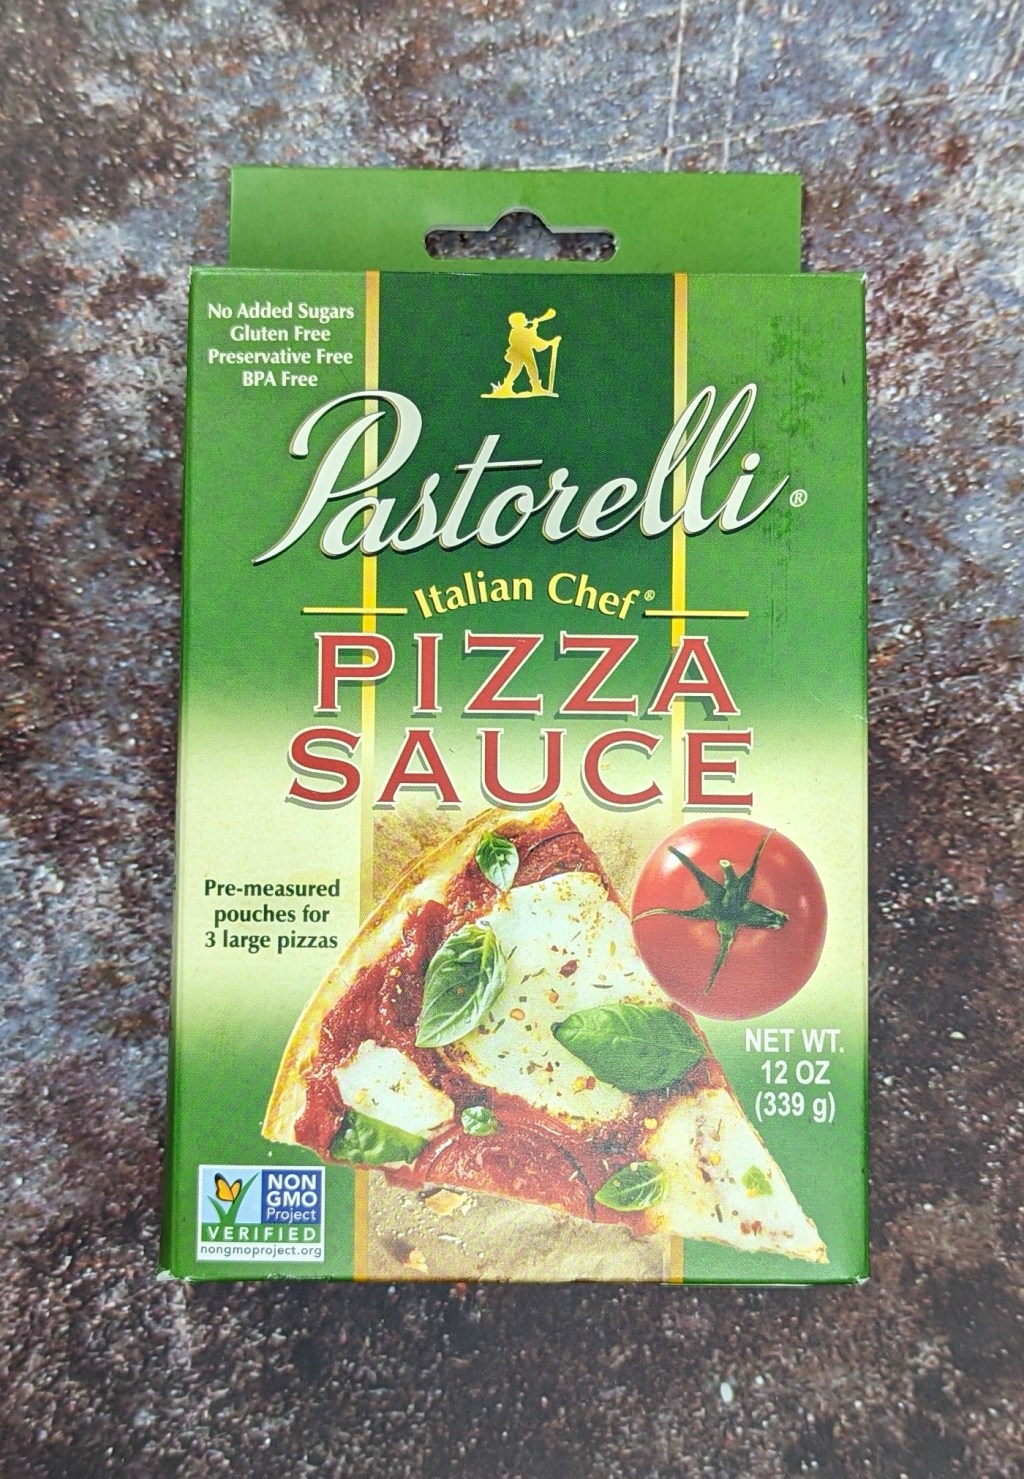 No Added Sugars
Gluten Free
Preservative Free
BPA Free
Pastorelli®
Italian Chef®
PIZZA
SAUCE
Pre-measured
pouches for
3 large pizzas
NET WT.
12 OZ
(339 g)
NON
GMO
Project
VERIFIED
nongmoproject.org